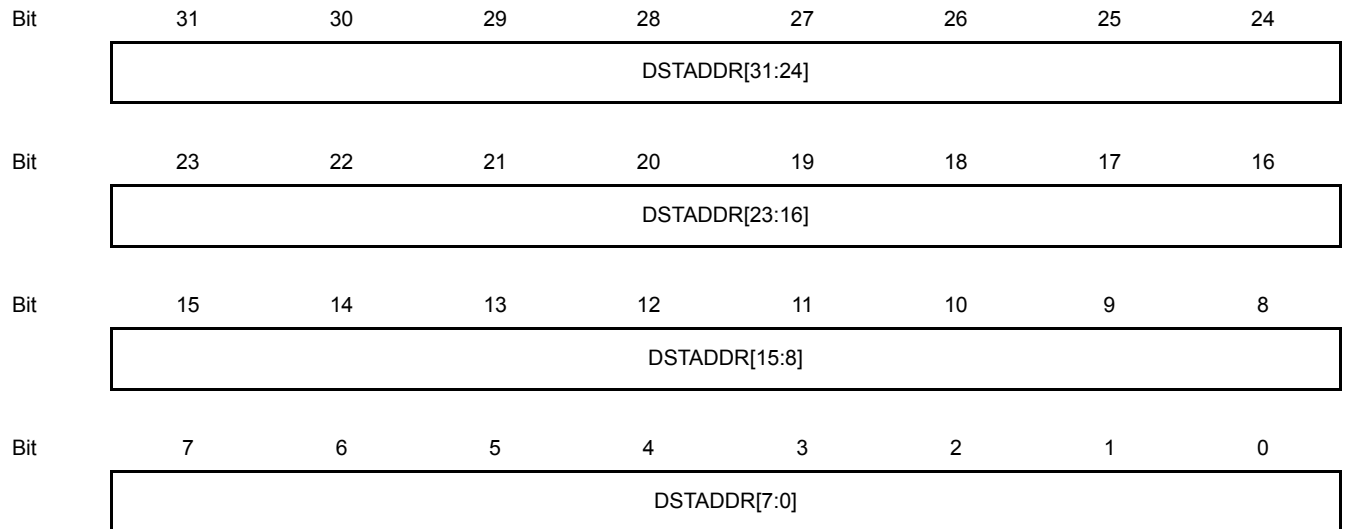 Bit 31 30 29 28 27 26 25 24
DSTADDR[31:24]
Bit 23 22 21 20 19 18 17 16
DSTADDR[23:16]
Bit 15 14 13 12 11 10 9 8
DSTADDR[15:8]
Bit 7 6 5 4 3 2 1 0
DSTADDR[7:0]